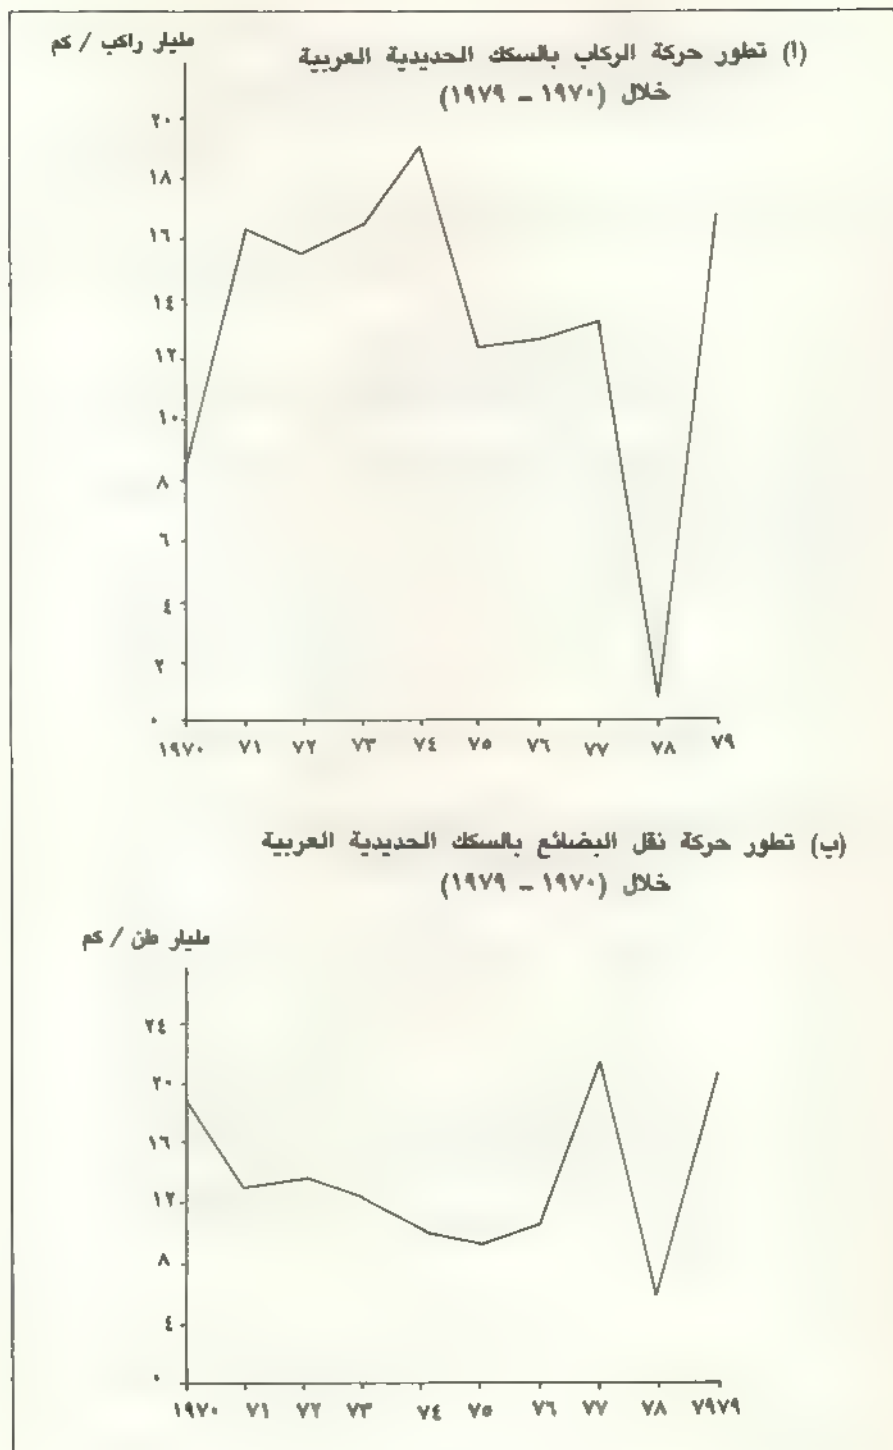 (أ) تطور حركة الركاب بالسكك الحديدية العربية
خلال (١٩٧٠ – ١٩٧٩)
مليار راكب / كم
٢٠
١٨
١٦
١٤
١٢
١٠
٨
٦
٤
٢
٠
١٩٧٠ ٧١ ٧٢ ٧٣ ٧٤ ٧٥ ٧٦ ٧٧ ٧٨ ٧٩
(ب) تطور حركة نقل البضائع بالسكك الحديدية العربية
خلال (١٩٧٠ – ١٩٧٩)
مليار طن / كم
٢٤
٢٠
١٦
١٢
٨
٤
٠
١٩٧٠ ٧١ ٧٢ ٧٣ ٧٤ ٧٥ ٧٦ ٧٧ ٧٨ ٧٩٧٩